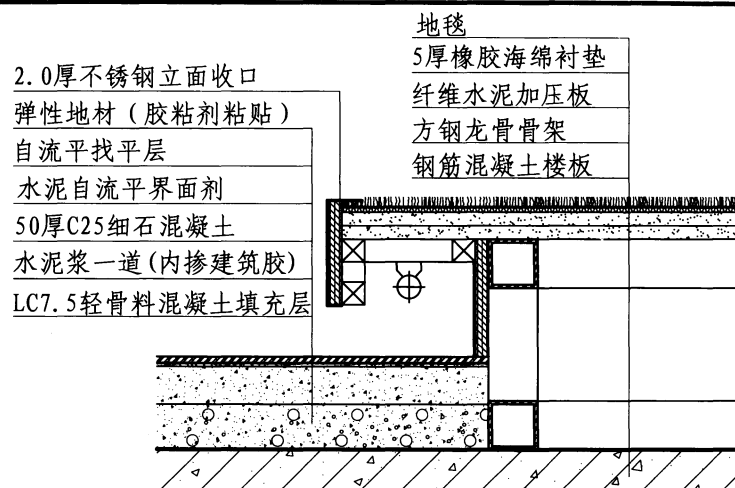 2.0厚不锈钢立面收口
弹性地材(胶粘剂粘贴)
自流平找平层
水泥自流平界面剂
50厚C25细石混凝土
水泥浆一道(内掺建筑胶)
LC7.5轻骨料混凝土填充层
地毯
5厚橡胶海绵衬垫
纤维水泥加压板
方钢龙骨骨架
钢筋混凝土楼板